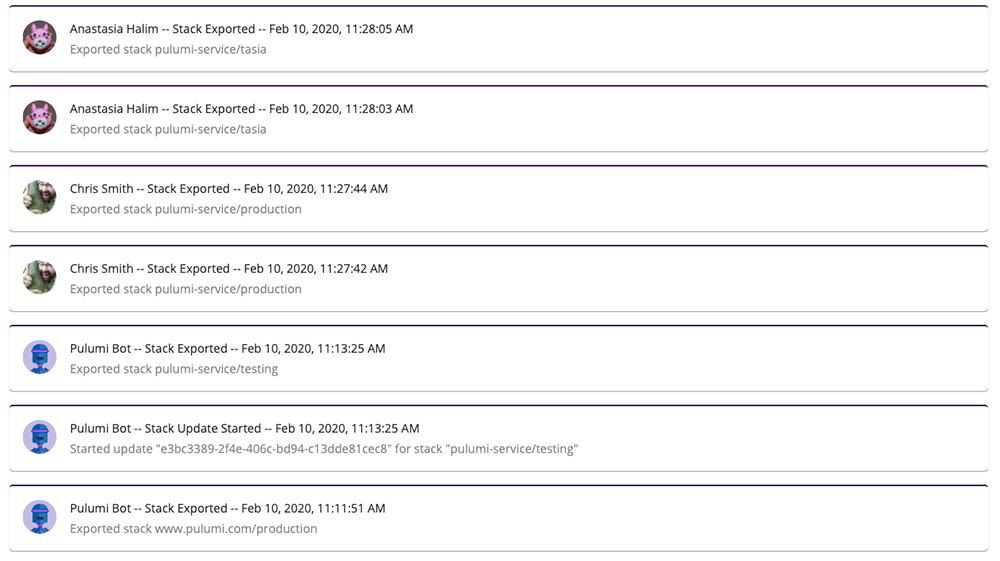 Anastasia Halim -- Stack Exported -- Feb 10, 2020, 11:28:05 AM
Exported stack pulumi-service/tasia
Anastasia Halim -- Stack Exported -- Feb 10, 2020, 11:28:03 AM
Exported stack pulumi-service/tasia
Chris Smith -- Stack Exported -- Feb 10, 2020, 11:27:44 AM
Exported stack pulumi-service/production
Chris Smith -- Stack Exported -- Feb 10, 2020, 11:27:42 AM
Exported stack pulumi-service/production
Pulumi Bot -- Stack Exported -- Feb 10, 2020, 11:13:25 AM
Exported stack pulumi-service/testing
Pulumi Bot -- Stack Update Started -- Feb 10, 2020, 11:13:25 AM
Started update "e3bc3389-2f4e-406c-bd94-c13dde81cec8" for stack "pulumi-service/testing"
Pulumi Bot -- Stack Exported -- Feb 10, 2020, 11:11:51 AM
Exported stack www.pulumi.com/production